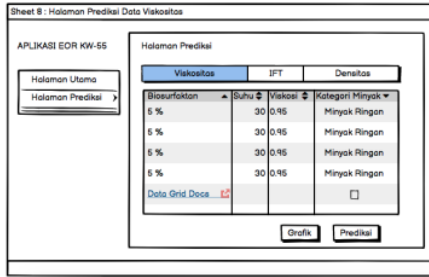 Sheet 8 : Halaman Prediksi Data Viskositas
APLIKASI EOR KW-55
Halaman Utama
Halaman Prediksi
Halaman Prediksi
Viskositas IFT Densitas
Biosurfaktan Suhu Viskosi Kategori Minyak
5 % 30 0.95 Minyak Ringan
5 % 30 0.95 Minyak Ringan
5 % 30 0.95 Minyak Ringan
5 % 30 0.95 Minyak Ringan
Data Grid Docs
Grafik Prediksi